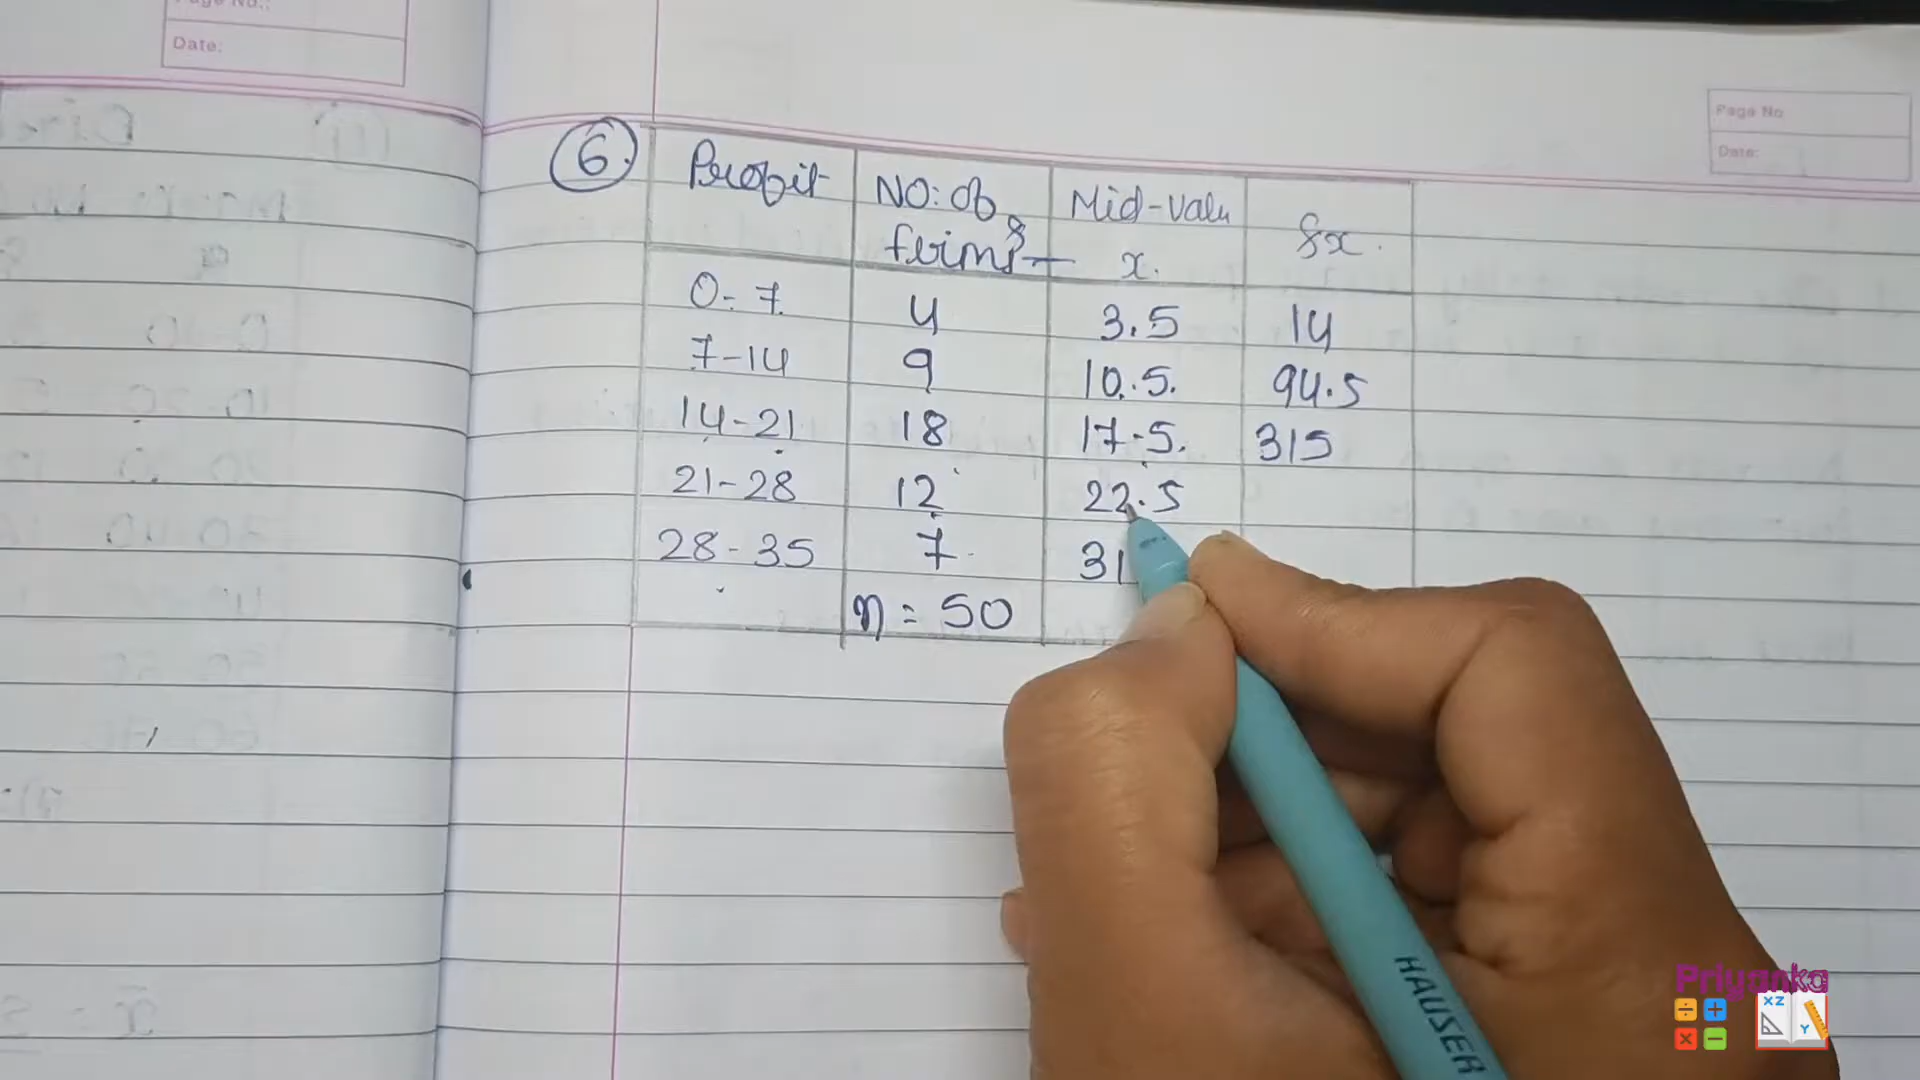 Page No.:
Date:
Page No
Date:
6. Profit NO: of firms f Mid-Valu x. fx.
0-7 4 3.5 14
7-14 9 10.5. 94.5
14-21 18 17.5. 315
21-28 12 22.5
28-35 7 31
n = 50
HAUSER
Priyanka
XZ
Y